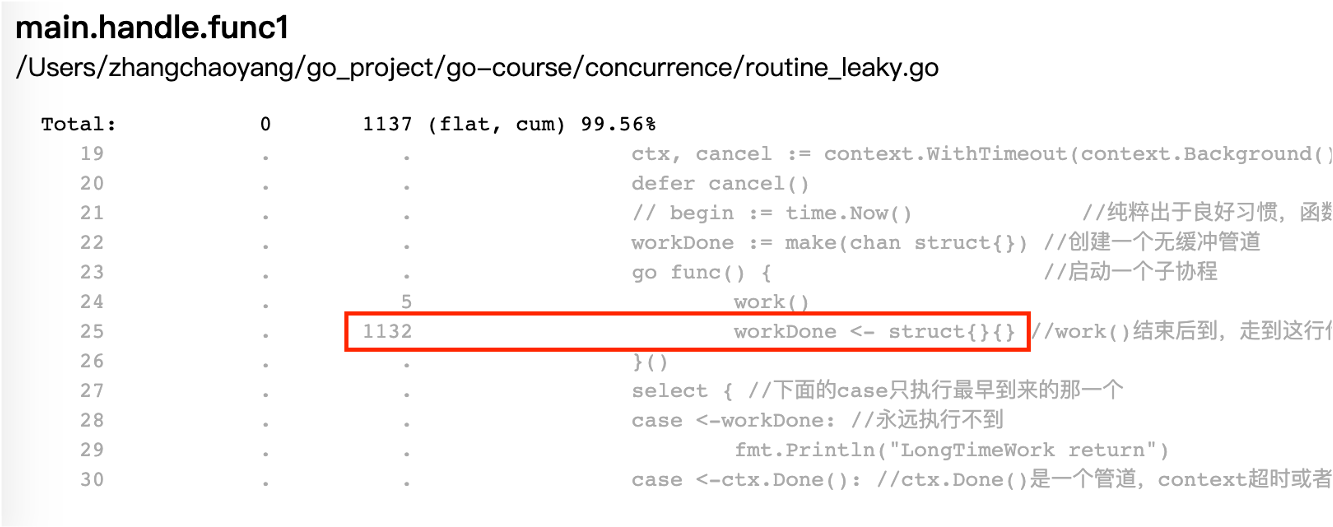 main.handle.func1
/Users/zhangchaoyang/go_project/go-course/concurrence/routine_leaky.go
Total: 0 1137 (flat, cum) 99.56%
19 . . ctx, cancel := context.WithTimeout(context.Background()
20 . . defer cancel()
21 . . // begin := time.Now() //纯粹出于良好习惯，函数
22 . . workDone := make(chan struct{}) //创建一个无缓冲管道
23 . . go func() { //启动一个子协程
24 . 5 work()
25 . 1132 workDone <- struct{}{} //work()结束后到，走到这行
26 . . }()
27 . . select { //下面的case只执行最早到来的那一个
28 . . case <-workDone: //永远执行不到
29 . . fmt.Println("LongTimeWork return")
30 . . case <-ctx.Done(): //ctx.Done()是一个管道，context超时或者